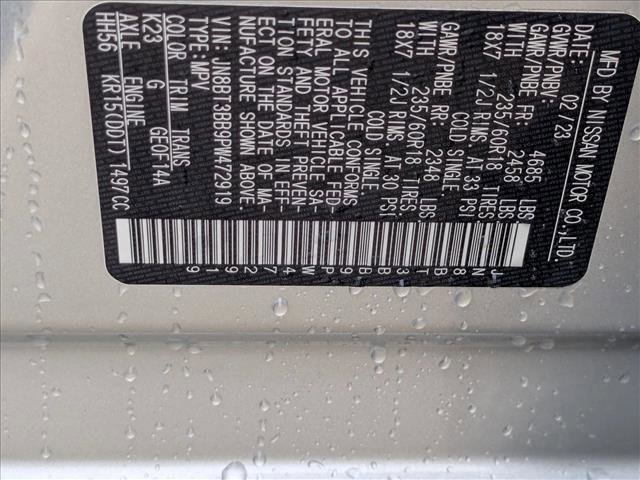 MFD BY NISSAN MOTOR CO.,LTD.
DATE: 02/23
GVWR/PNBV: 4685 LBS
GAWR/PNBE FR. 2458 LBS
WITH 235/60R18 TIRES
18X7 1/2J RIMS. AT 33 PSI
COLD SINGLE
GAWR/PNBE RR. 2346 LBS
WITH 235/60R18 TIRES
18X7 1/2J RIMS. AT 30 PSI
COLD SINGLE
THIS VEHICLE CONFORMS
TO ALL APPLICABLE FED-
ERAL MOTOR VEHICLE SA-
FETY AND THEFT PREVEN-
TION STANDARDS IN EFF-
ECT ON THE DATE OF MA-
NUFACTURE SHOWN ABOVE
JN8BT3BB9PW472919
TYPE: MPV
COLOR TRIM TRANS
K23 G GE0F14A
AXLE ENGINE
HH56 KR15(DDT) 1497CC
JN8BT3BB9PW472919